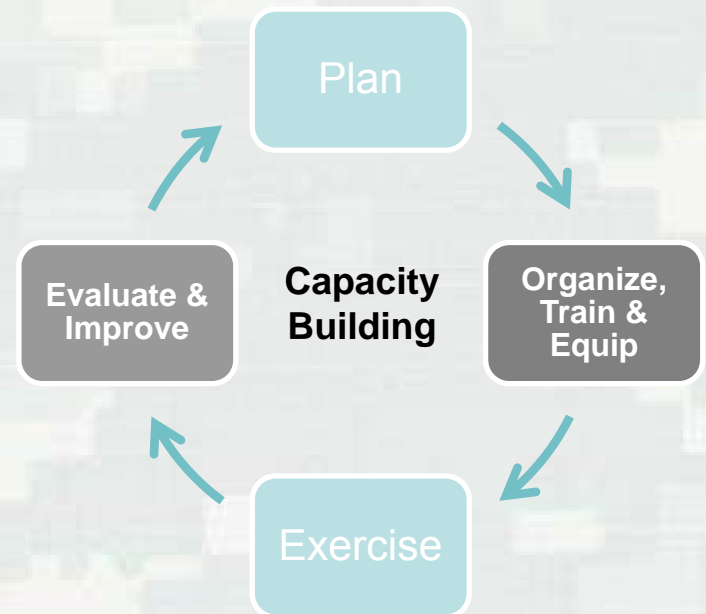 Plan
Evaluate &
Improve
Capacity
Building
Organize,
Train &
Equip
Exercise